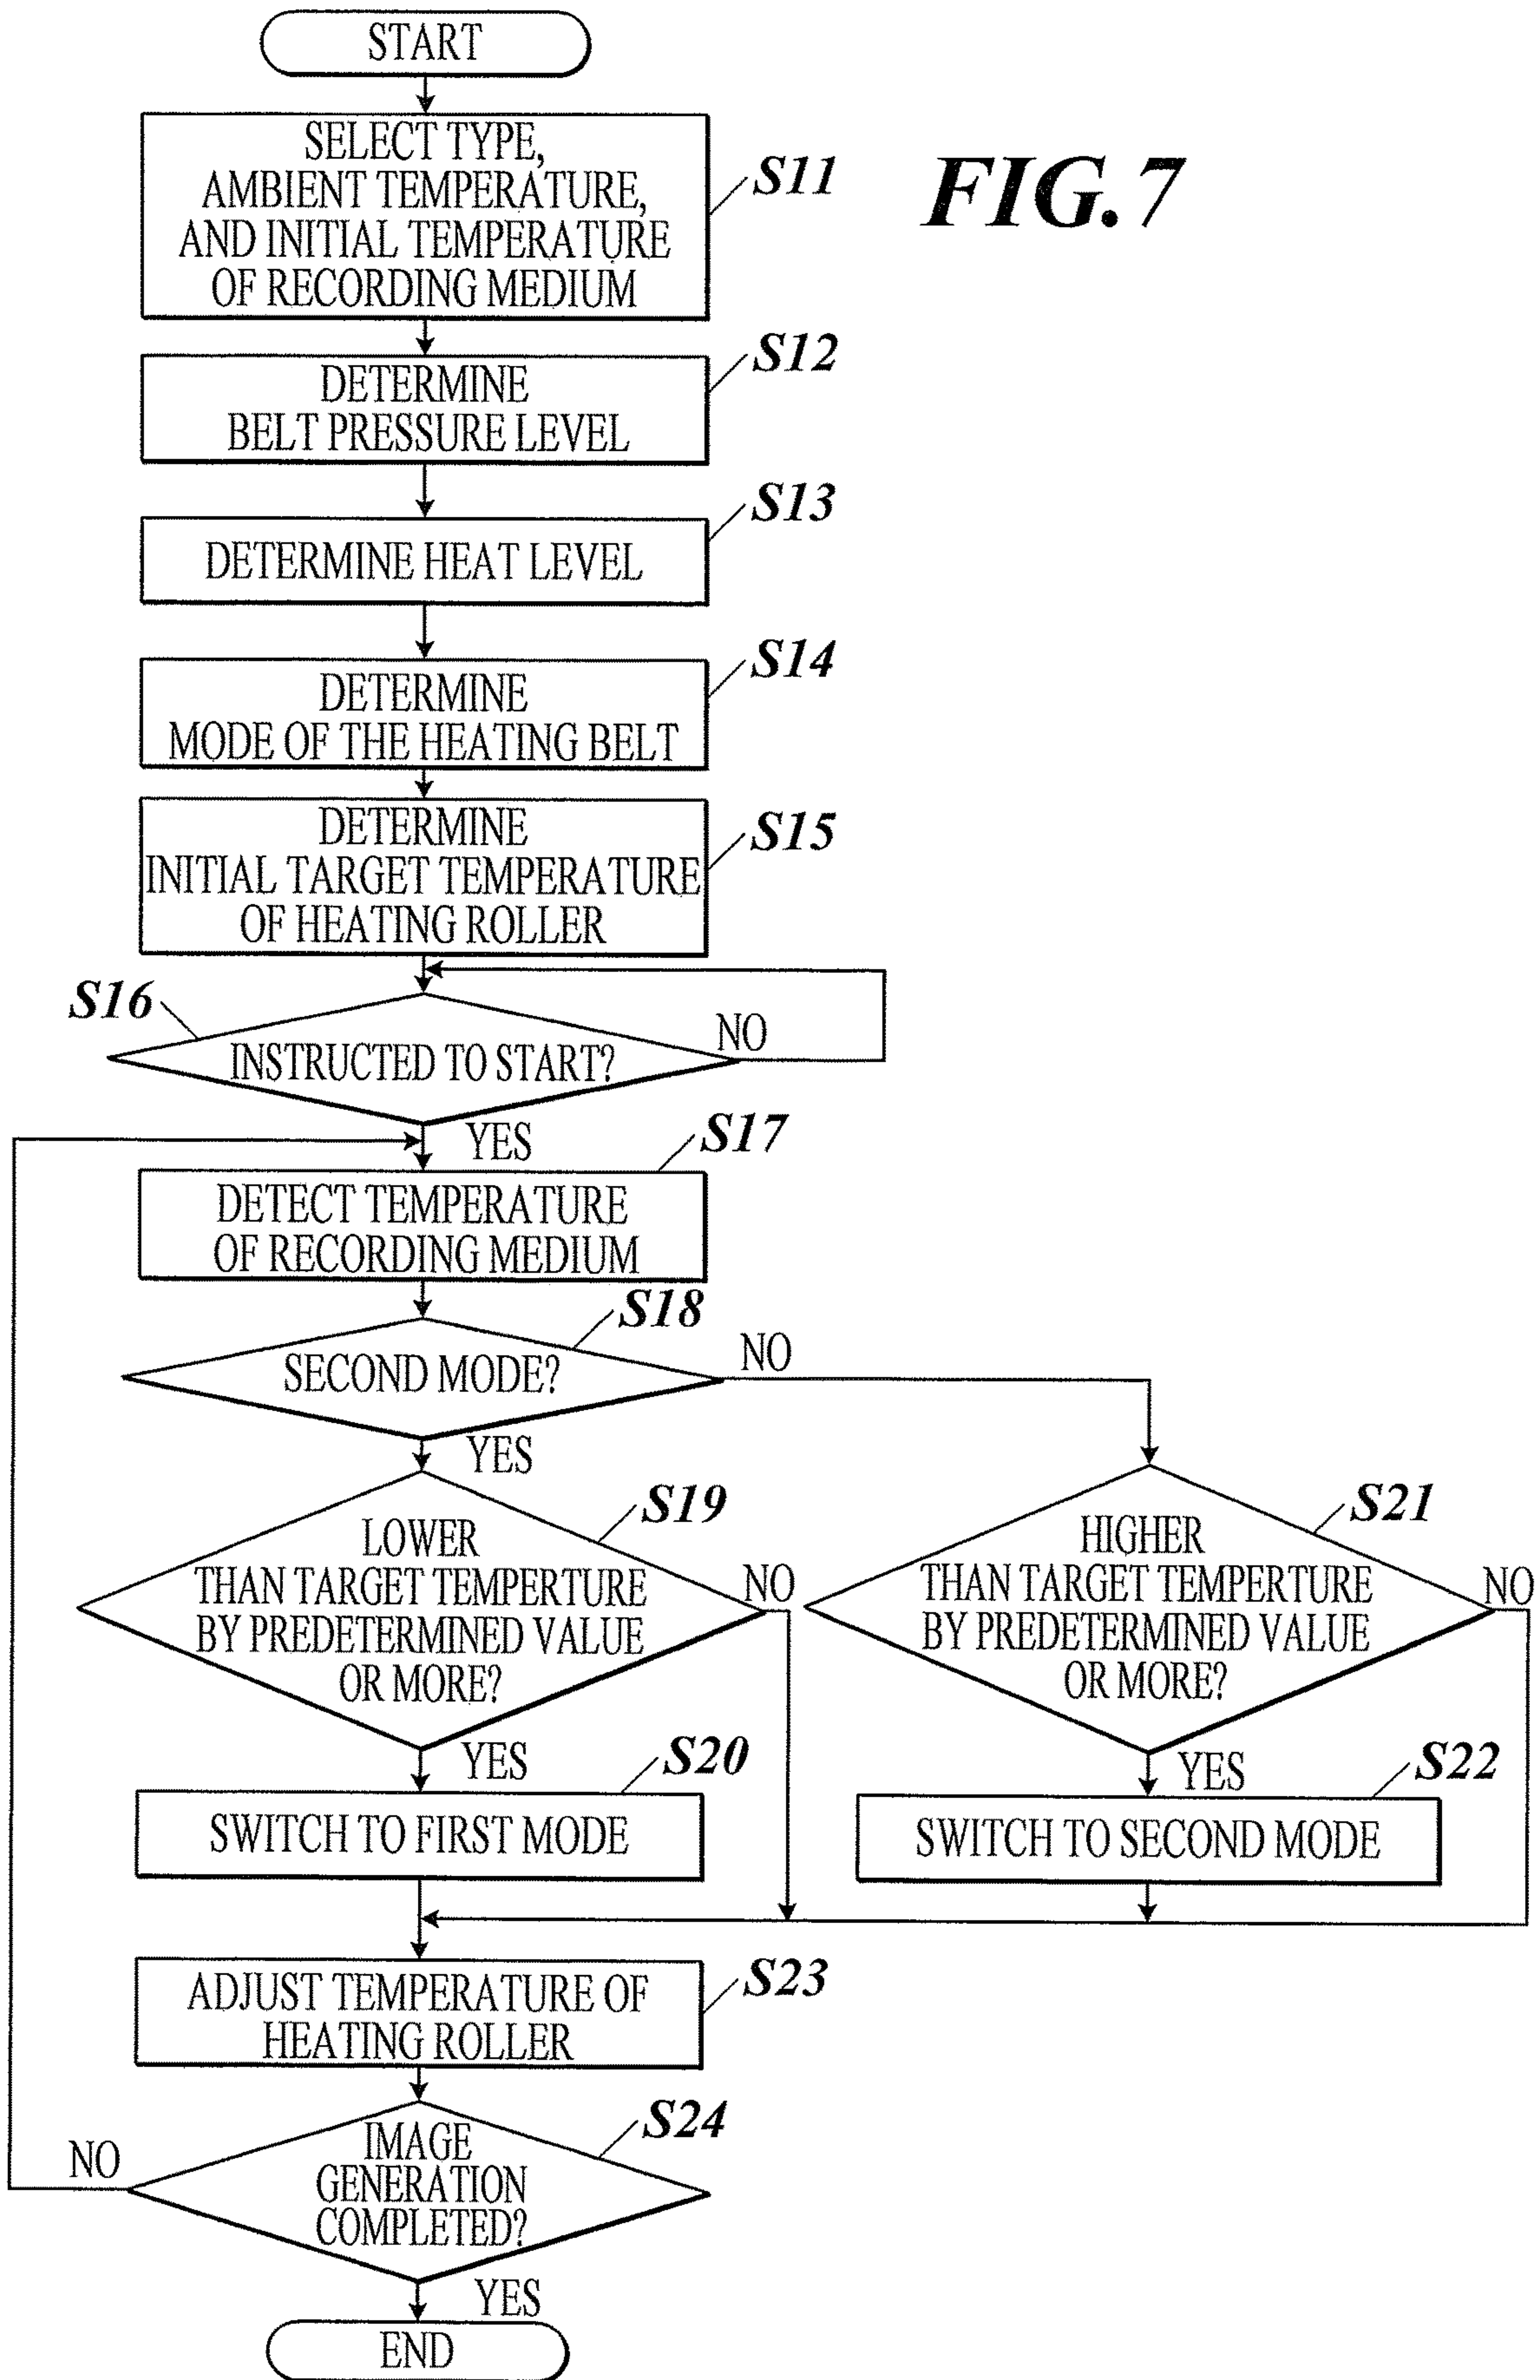 START
SELECT TYPE,
AMBIENT TEMPERATURE,
AND INITIAL TEMPERATURE
OF RECORDING MEDIUM
S11
FIG. 7
DETERMINE
BELT PRESSURE LEVEL
S12
DETERMINE HEAT LEVEL
S13
DETERMINE
MODE OF THE HEATING BELT
S14
DETERMINE
INITIAL TARGET TEMPERATURE
OF HEATING ROLLER
S15
S16
INSTRUCTED TO START?
NO
YES
S17
DETECT TEMPERATURE
OF RECORDING MEDIUM
S18
SECOND MODE?
NO
YES
S19
LOWER
THAN TARGET TEMPERTURE
BY PREDETERMINED VALUE
OR MORE?
NO
YES
S21
HIGHER
THAN TARGET TEMPERTURE
BY PREDETERMINED VALUE
OR MORE?
NO
YES
S20
SWITCH TO FIRST MODE
S22
SWITCH TO SECOND MODE
S23
ADJUST TEMPERATURE OF
HEATING ROLLER
S24
IMAGE
GENERATION
COMPLETED?
NO
YES
END